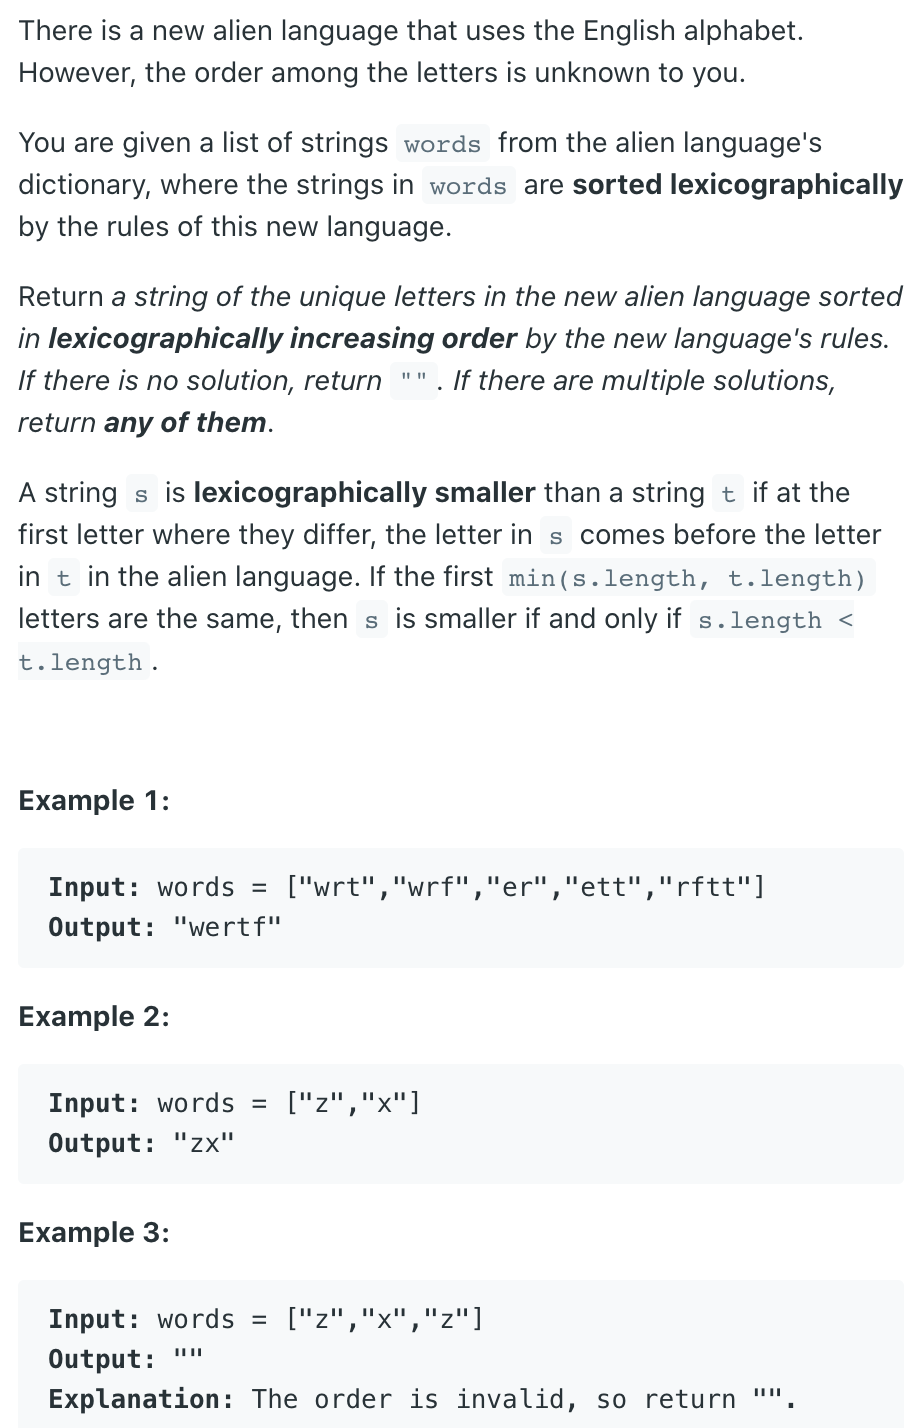 There is a new alien language that uses the English alphabet.
However, the order among the letters is unknown to you.
You are given a list of strings words from the alien language's
dictionary, where the strings in words are sorted lexicographically
by the rules of this new language.
Return a string of the unique letters in the new alien language sorted
in lexicographically increasing order by the new language's rules.
If there is no solution, return "". If there are multiple solutions,
return any of them.
A string s is lexicographically smaller than a string t if at the
first letter where they differ, the letter in s comes before the letter
in t in the alien language. If the first min(s.length, t.length)
letters are the same, then s is smaller if and only if s.length <
t.length.
Example 1:
Input: words = ["wrt","wrf","er","ett","rftt"]
Output: "wertf"
Example 2:
Input: words = ["z","x"]
Output: "zx"
Example 3:
Input: words = ["z","x","z"]
Output: ""
Explanation: The order is invalid, so return "".